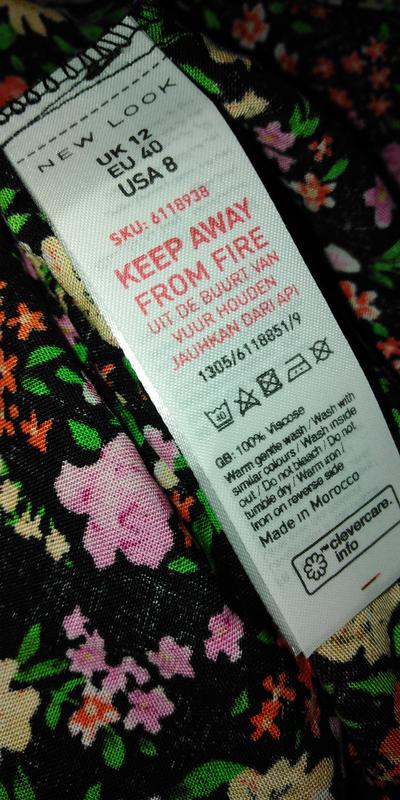 NEW LOOK
UK 12
EU 40
USA 8
SKU: 6118938
KEEP AWAY
FROM FIRE
UIT DE BUURT VAN
VUUR HOUDEN
JAUHKAN DARI API
1305/6118851/9
40
GB: 100% Viscose
Warm gentle wash / Wash with
similar colours / Wash inside
out / Do not bleach / Do not
tumble dry / Warm iron /
Iron on reverse side
Made in Morocco
clevercare.
info